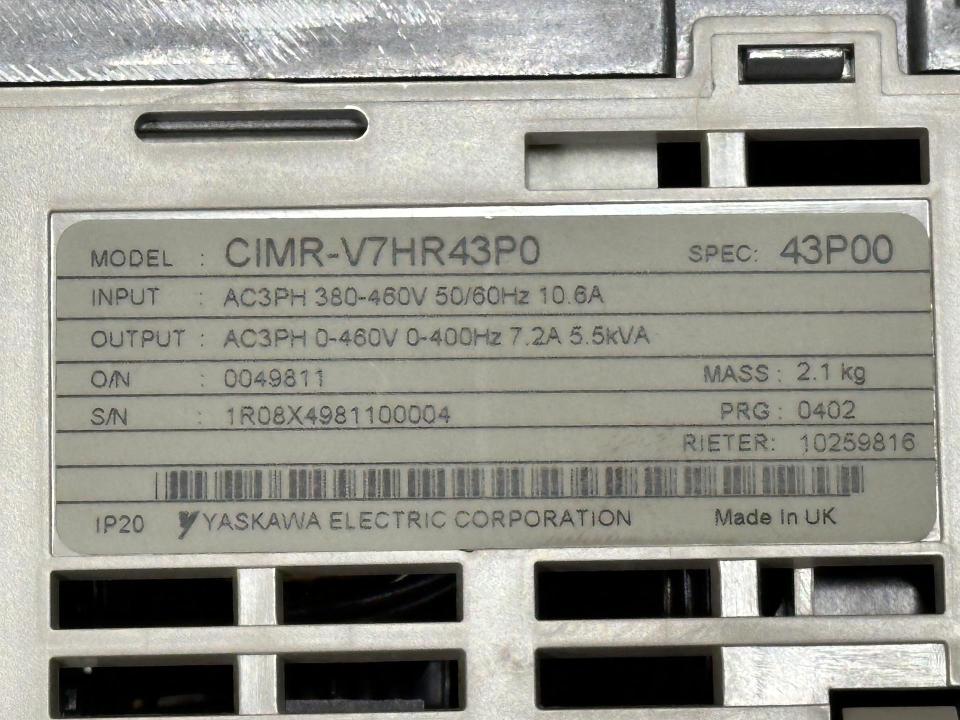 MODEL : CIMR-V7HR43P0 SPEC: 43P00
INPUT : AC3PH 380-460V 50/60Hz 10.6A
OUTPUT : AC3PH 0-460V 0-400Hz 7.2A 5.5kVA
O/N : 0049811 MASS : 2.1 kg
S/N : 1R08X4981100004 PRG : 0402
RIETER: 10259816
IP20 YASKAWA ELECTRIC CORPORATION Made In UK